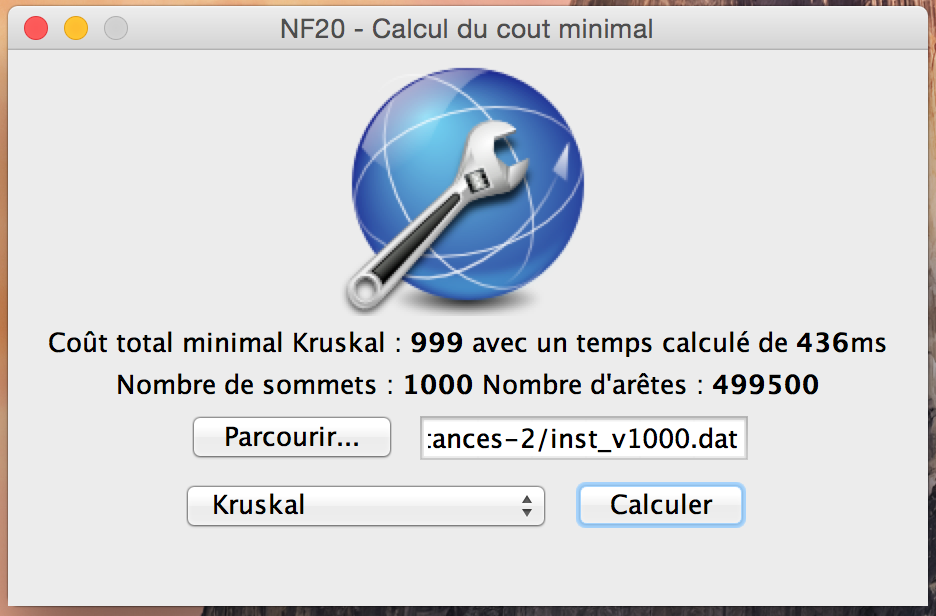 NF20 - Calcul du cout minimal
Coût total minimal Kruskal : 999 avec un temps calculé de 436ms
Nombre de sommets : 1000 Nombre d'arêtes : 499500
Parcourir...
tances-2/inst_v1000.dat
Kruskal
Calculer